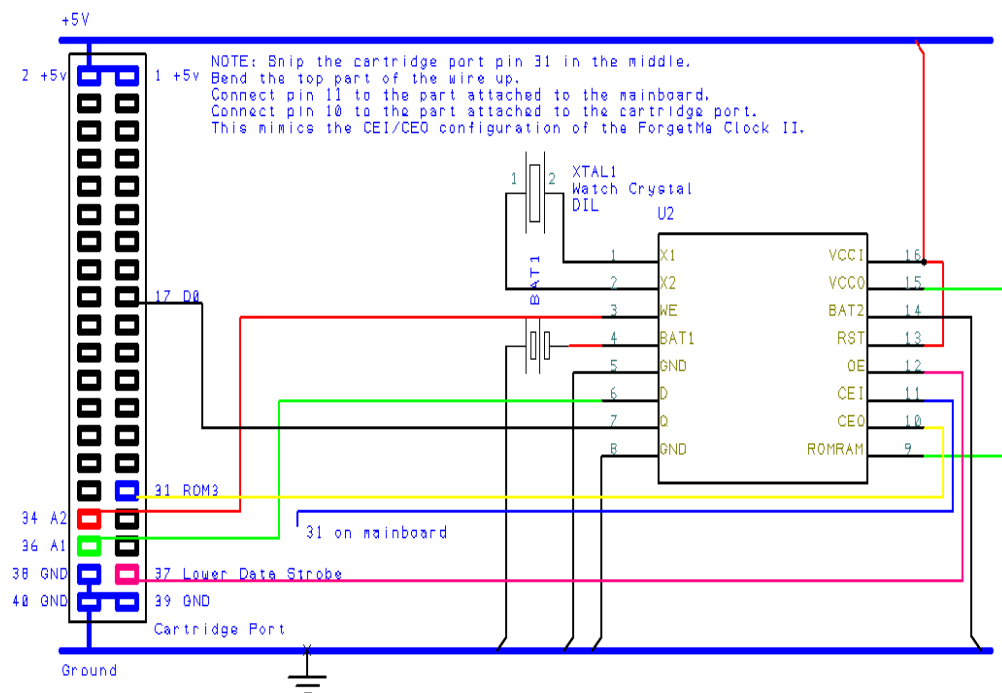 +5V
NOTE: Snip the cartridge port pin 31 in the middle.
Bend the top part of the wire up.
Connect pin 11 to the part attached to the mainboard.
Connect pin 10 to the part attached to the cartridge port.
This mimics the CEI/CEO configuration of the ForgetMe Clock II.
2 +5v
1 +5v
1 2
XTAL1
Watch Crystal
DIL
U2
BAT1
1 X1 VCCI 16
2 X2 VCCO 15
3 WE BAT2 14
4 BAT1 RST 13
5 GND OE 12
6 D CEI 11
7 Q CEO 10
8 GND ROMRAM 9
17 D0
31 ROM3
34 A2
31 on mainboard
36 A1
38 GND
37 Lower Data Strobe
40 GND
39 GND
Cartridge Port
Ground